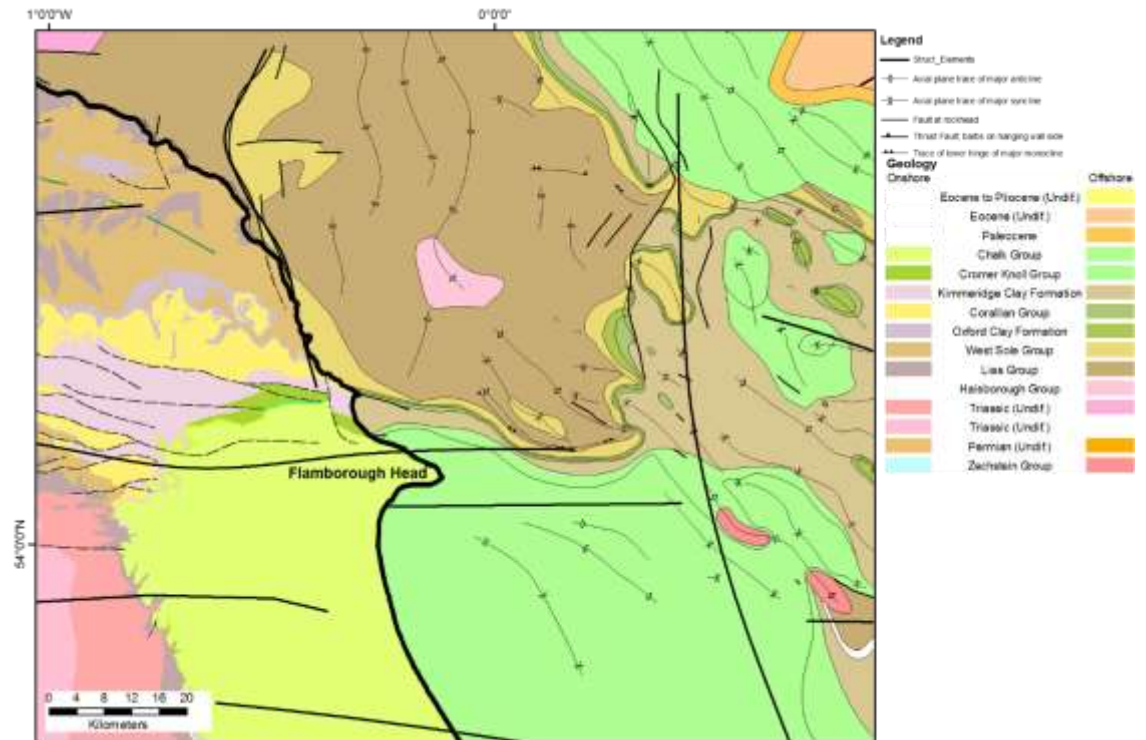 1°0'0"W
0°0'0"
54°0'0"N
Flamborough Head
0 4 8 12 16 20
Kilometers
Legend
Struct_Elements
Axial plane trace of major anticline
Axial plane trace of major syncline
Fault at rockhead
Thrust Fault, barbs on hanging wall side
Trace of lower hinge of major monocline
Geology
Onshore
Offshore
Eocene to Pliocene (Undif.)
Eocene (Undif.)
Paleocene
Chalk Group
Cromer Knoll Group
Kimmeridge Clay Formation
Corallian Group
Oxford Clay Formation
West Sole Group
Lias Group
Haisborough Group
Triassic (Undif.)
Triassic (Undif.)
Permian (Undif.)
Zechstein Group